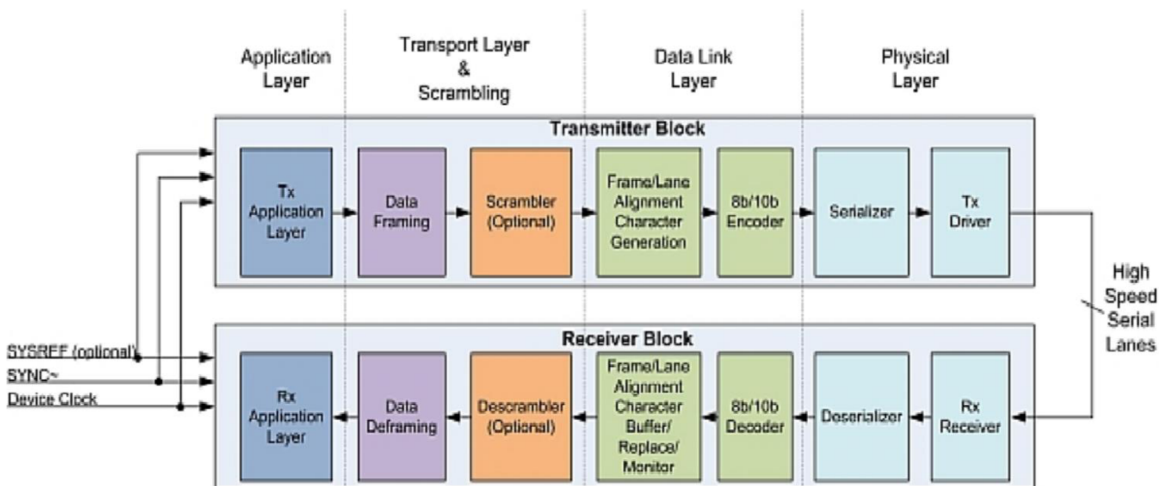 Application
Layer
Transport Layer
&
Scrambling
Data Link
Layer
Physical
Layer
Transmitter Block
Tx
Application
Layer
Data
Framing
Scrambler
(Optional)
Frame/Lane
Alignment
Character
Generation
8b/10b
Encoder
Serializer
Tx
Driver
High
Speed
Serial
Lanes
SYSREF (optional)
SYNC~
Device Clock
Receiver Block
Rx
Application
Layer
Data
Deframing
Descrambler
(Optional)
Frame/Lane
Alignment
Character
Buffer/
Replace/
Monitor
8b/10b
Decoder
Deserializer
Rx
Receiver